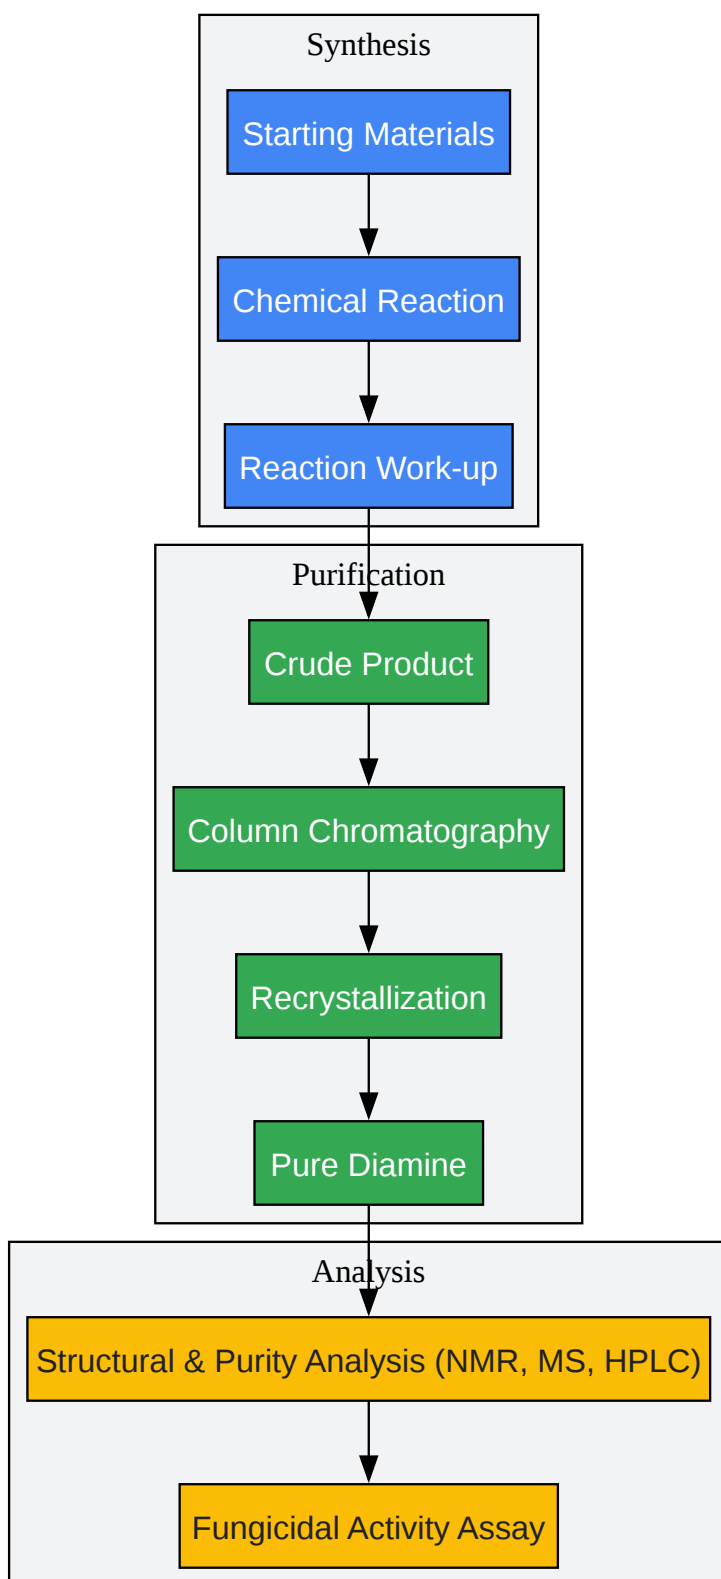 Synthesis
Starting Materials
Chemical Reaction
Reaction Work-up
Purification
Crude Product
Column Chromatography
Recrystallization
Pure Diamine
Analysis
Structural & Purity Analysis (NMR, MS, HPLC)
Fungicidal Activity Assay